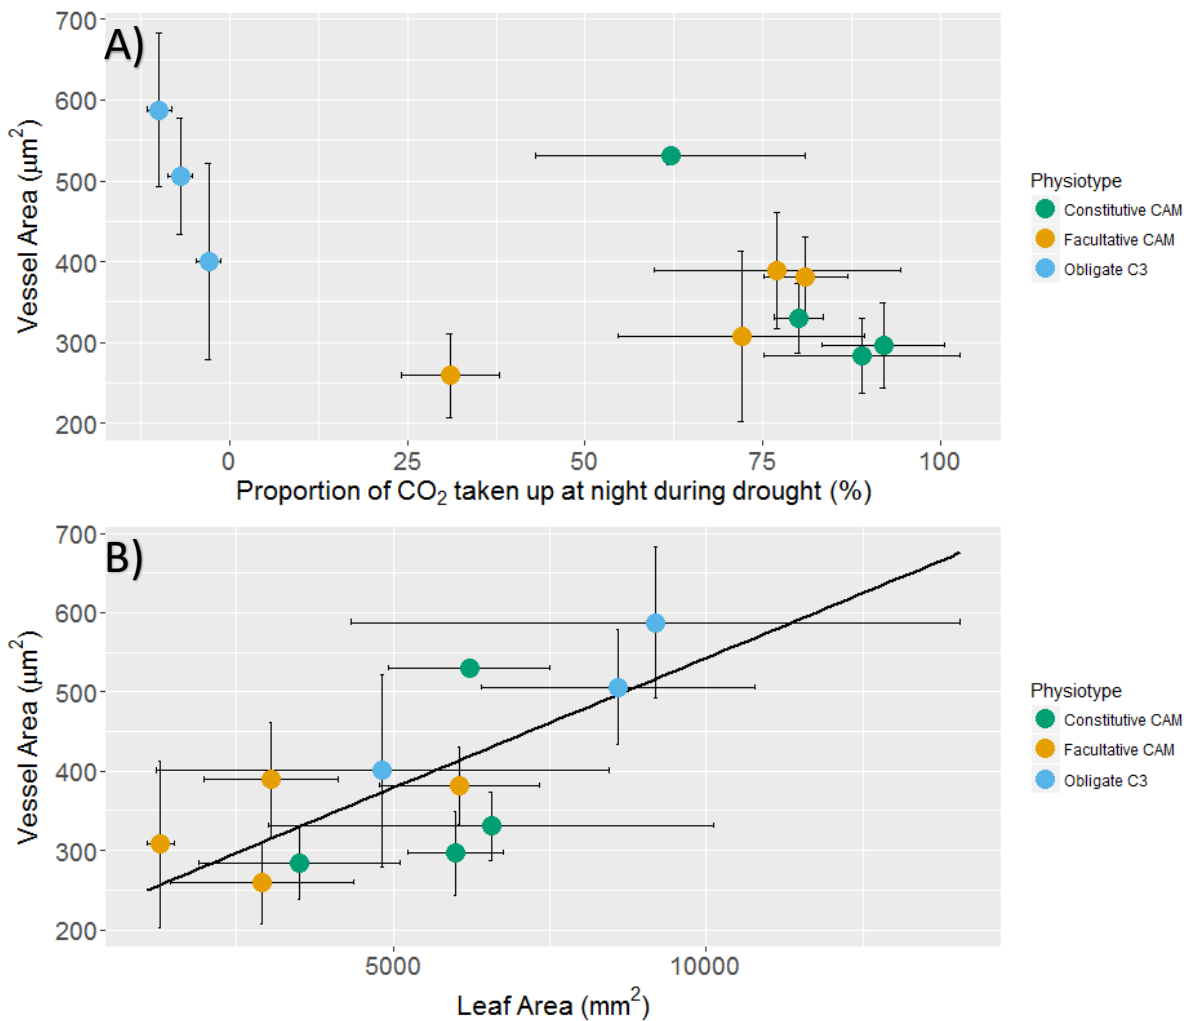 A)
700
600
500
400
300
200
Vessel Area (μm²)
0 25 50 75 100
Proportion of CO₂ taken up at night during drought (%)
Physiotype
Constitutive CAM
Facultative CAM
Obligate C3
B)
700
600
500
400
300
200
Vessel Area (μm²)
5000 10000
Leaf Area (mm²)
Physiotype
Constitutive CAM
Facultative CAM
Obligate C3